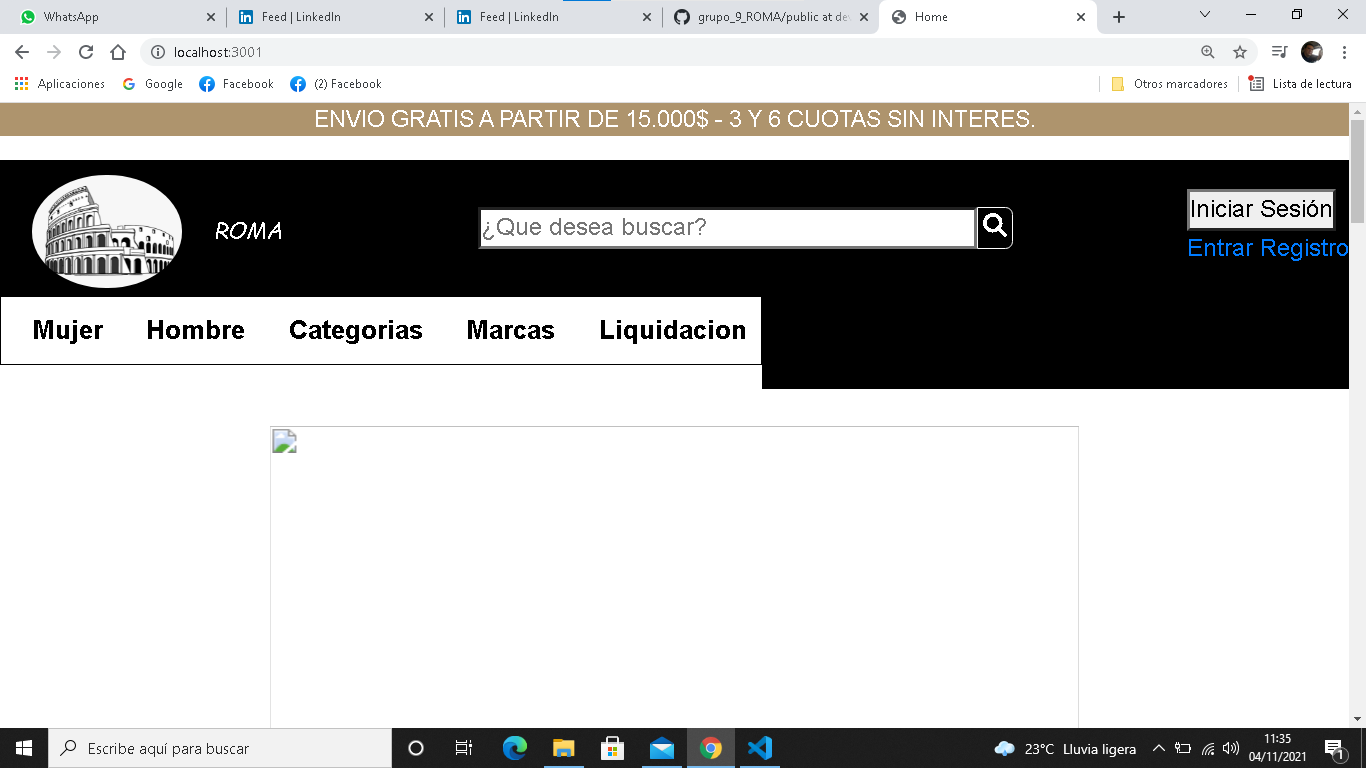 WhatsApp
Feed | LinkedIn
Feed | LinkedIn
grupo_9_ROMA/public at de
Home
localhost:3001
Aplicaciones
Google
Facebook
(2) Facebook
Otros marcadores
Lista de lectura
ENVIO GRATIS A PARTIR DE 15.000$ - 3 Y 6 CUOTAS SIN INTERES.
ROMA
¿Que desea buscar?
Iniciar Sesión
Entrar Registro
Mujer Hombre Categorias Marcas Liquidacion
Escribe aquí para buscar
23°C Lluvia ligera
11:35
04/11/2021
1